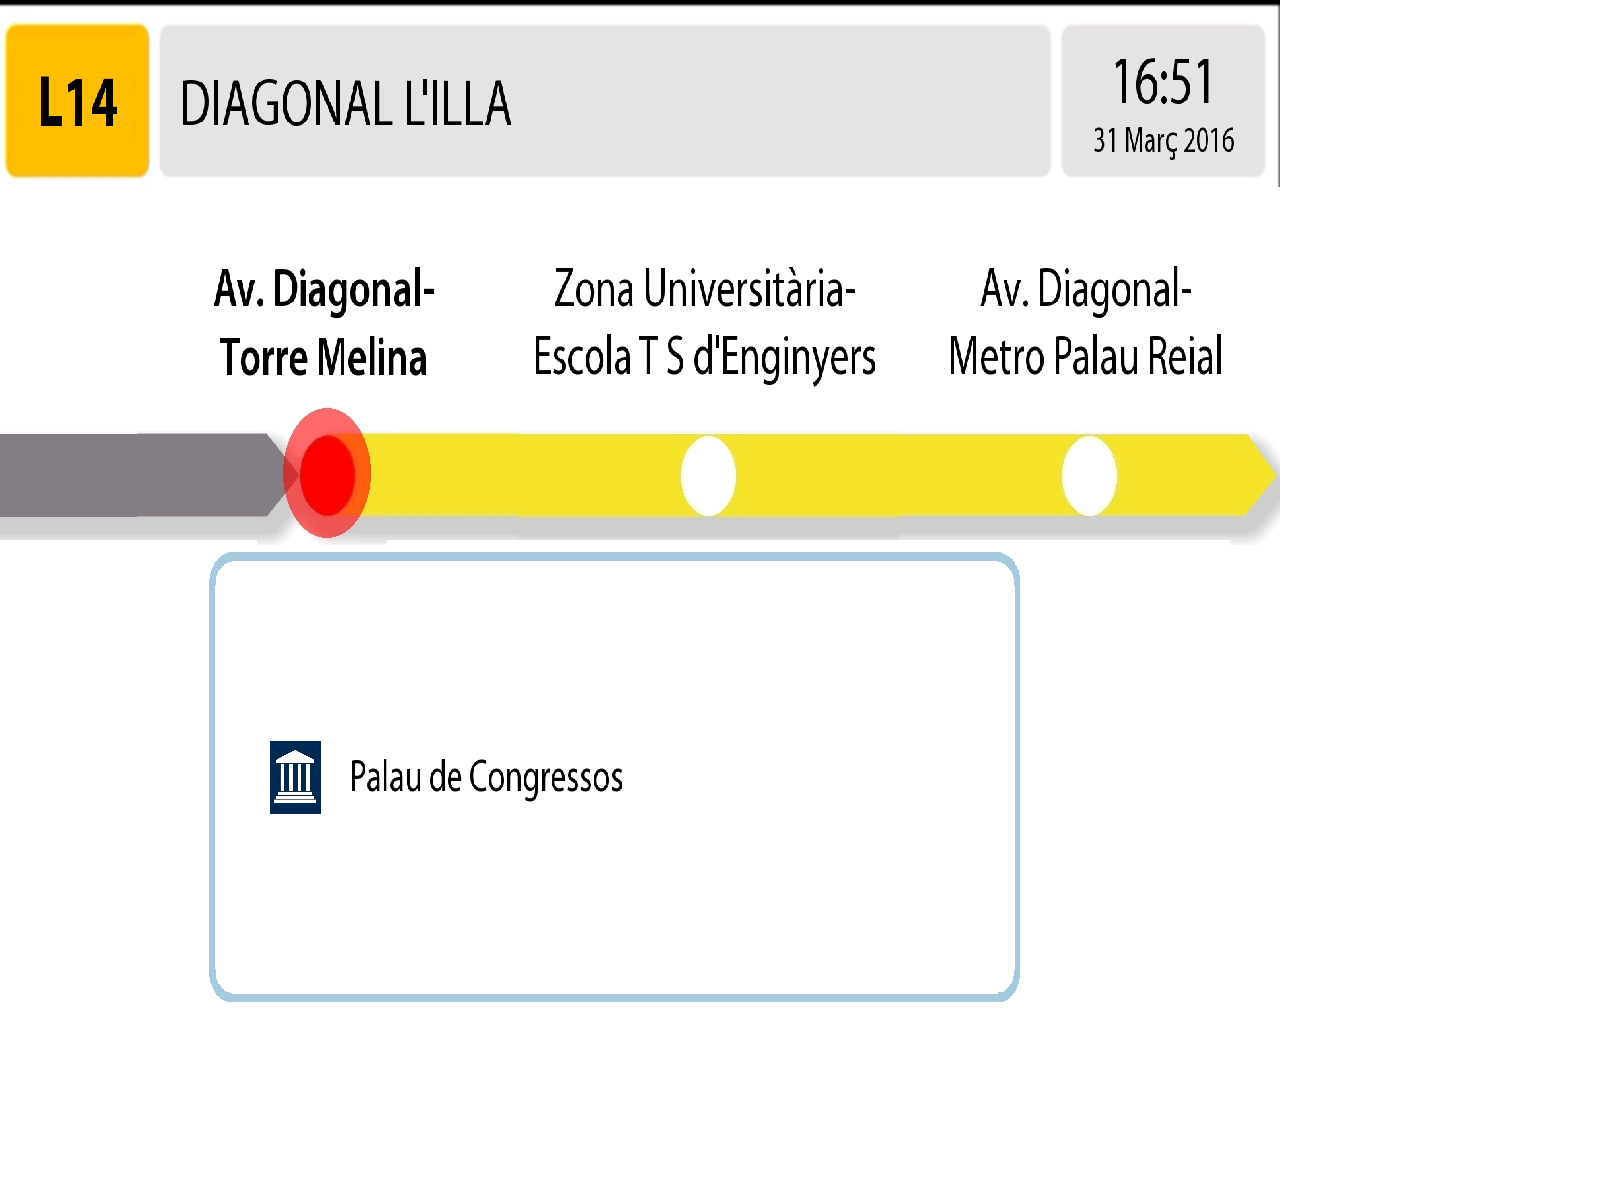 L14
DIAGONAL L'ILLA
16:51
31 Març 2016
Av. Diagonal-
Torre Melina
Zona Universitària-
Escola T S d'Enginyers
Av. Diagonal-
Metro Palau Reial
Palau de Congressos